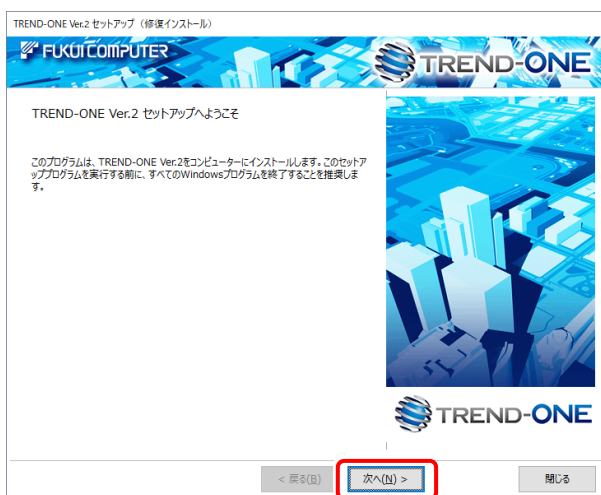 TREND-ONE Ver.2 セットアップ（修復インストール）
FUKUI COMPUTER
TREND-ONE
TREND-ONE Ver.2 セットアップへようこそ
このプログラムは、TREND-ONE Ver.2をコンピューターにインストールします。このセットア
ッププログラムを実行する前に、すべてのWindowsプログラムを終了することを推奨しま
す。
TREND-ONE
< 戻る(B)
次へ(N) >
閉じる